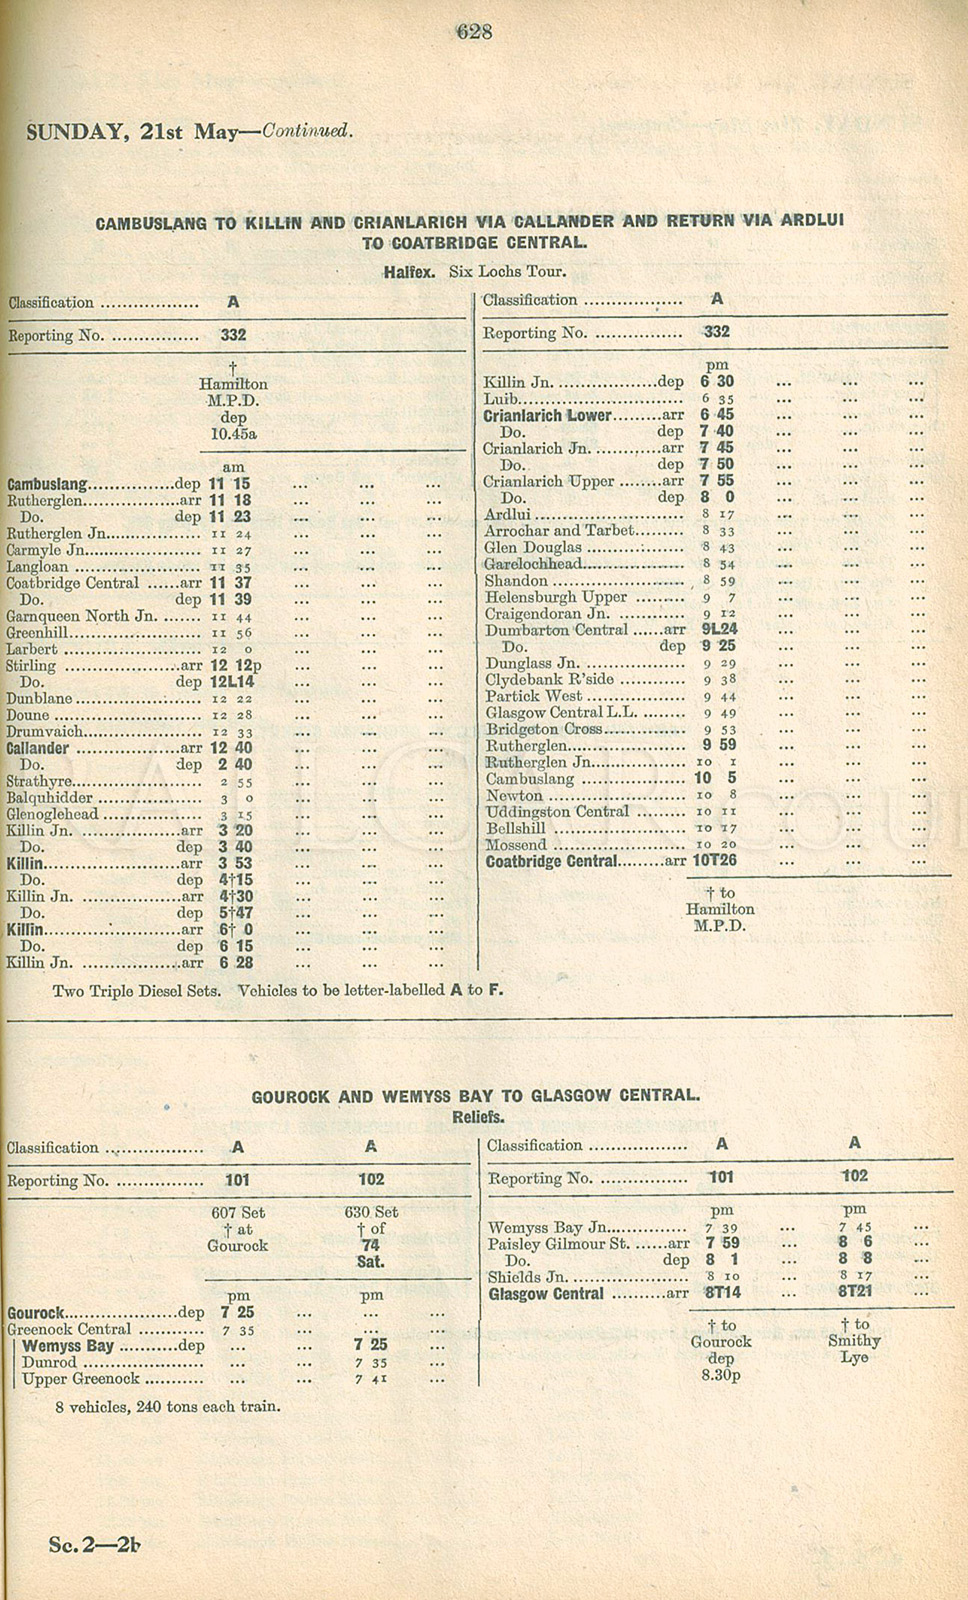 628
SUNDAY, 21st May—Continued.
CAMBUSLANG TO KILLIN AND CRIANLARICH VIA CALLANDER AND RETURN VIA ARDLUI
TO COATBRIDGE CENTRAL.
Halfex. Six Lochs Tour.
Classification .................. A
Reporting No. ................ 332
†
Hamilton
M.P.D.
dep
10.45a
am
Cambuslang................dep 11 15 ... ... ...
Rutherglen..................arr 11 18 ... ... ...
Do. dep 11 23 ... ... ...
Rutherglen Jn...................... 11 24 ... ... ...
Carmyle Jn......................... 11 27 ... ... ...
Langloan ........................ 11 35 ... ... ...
Coatbridge Central ......arr 11 37 ... ... ...
Do. dep 11 39 ... ... ...
Garnqueen North Jn. ....... 11 44 ... ... ...
Greenhill........................ 11 56 ... ... ...
Larbert ......................... 12 0 ... ... ...
Stirling ....................arr 12 12p ... ... ...
Do. dep 12L14 ... ... ...
Dunblane....................... 12 22 ... ... ...
Doune ........................... 12 28 ... ... ...
Drumvaich..................... 12 33 ... ... ...
Callander ...................arr 12 40 ... ... ...
Do. dep 2 40 ... ... ...
Strathyre........................ 2 55 ... ... ...
Balquhidder ................... 3 0 ... ... ...
Glenoglehead .................. 3 15 ... ... ...
Killin Jn. ..................arr 3 20 ... ... ...
Do. dep 3 40 ... ... ...
Killin.........................arr 3 53 ... ... ...
Do. dep 4†15 ... ... ...
Killin Jn. ..................arr 4†30 ... ... ...
Do. dep 5†47 ... ... ...
Killin.........................arr 6† 0 ... ... ...
Do. dep 6 15 ... ... ...
Killin Jn. ..................arr 6 28 ... ... ...
Classification .................. A
Reporting No. ................ 332
pm
Killin Jn...................dep 6 30 ... ... ...
Luib.............................. 6 35 ... ... ...
Crianlarich Lower.........arr 6 45 ... ... ...
Do. dep 7 40 ... ... ...
Crianlarich Jn. ...........arr 7 45 ... ... ...
Do. dep 7 50 ... ... ...
Crianlarich Upper ........arr 7 55 ... ... ...
Do. dep 8 0 ... ... ...
Ardlui ........................... 8 17 ... ... ...
Arrochar and Tarbet......... 8 33 ... ... ...
Glen Douglas .................. 8 43 ... ... ...
Garelochhead.................. 8 54 ... ... ...
Shandon ........................ 8 59 ... ... ...
Helensburgh Upper ......... 9 7 ... ... ...
Craigendoran Jn. ............ 9 12 ... ... ...
Dumbarton Central ......arr 9L24 ... ... ...
Do. dep 9 25 ... ... ...
Dunglass Jn. .................. 9 29 ... ... ...
Clydebank R'side ............ 9 38 ... ... ...
Partick West .................. 9 44 ... ... ...
Glasgow Central L.L. ........ 9 49 ... ... ...
Bridgeton Cross............... 9 53 ... ... ...
Rutherglen...................... 9 59 ... ... ...
Rutherglen Jn.................. 10 1 ... ... ...
Cambuslang ................... 10 5 ... ... ...
Newton ......................... 10 8 ... ... ...
Uddingston Central ......... 10 11 ... ... ...
Bellshill ......................... 10 17 ... ... ...
Mossend ........................ 10 20 ... ... ...
Coatbridge Central.........arr 10T26 ... ... ...
† to
Hamilton
M.P.D.
Two Triple Diesel Sets. Vehicles to be letter-labelled A to F.
GOUROCK AND WEMYSS BAY TO GLASGOW CENTRAL.
Reliefs.
Classification .................. A A
Reporting No. ................ 101 102
607 Set 630 Set
† at † of
Gourock 74
Sat.
pm pm
Gourock....................dep 7 25 ... ... ...
Greenock Central ............ 7 35 ... ... ...
Wemyss Bay ...........dep ... ... 7 25 ...
Dunrod ...................... ... ... 7 35 ...
Upper Greenock ........... ... ... 7 41 ...
8 vehicles, 240 tons each train.
Classification .................. A A
Reporting No. ................ 101 102
pm pm
Wemyss Bay Jn............... 7 39 ... 7 45 ...
Paisley Gilmour St. ......arr 7 59 ... 8 6 ...
Do. dep 8 1 ... 8 8 ...
Shields Jn...................... 8 10 ... 8 17 ...
Glasgow Central ..........arr 8T14 ... 8T21 ...
† to † to
Gourock Smithy
dep Lye
8.30p
Sc. 2—2b